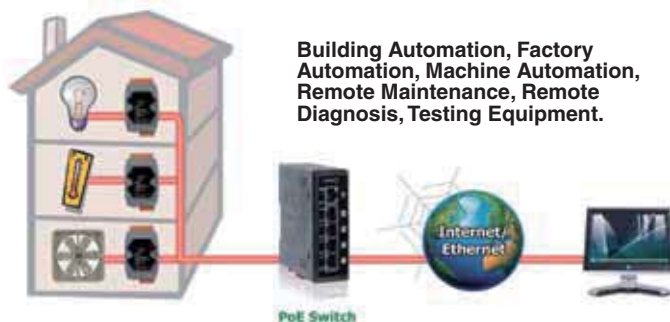 Building Automation, Factory
Automation, Machine Automation,
Remote Maintenance, Remote
Diagnosis, Testing Equipment.
Internet/
Ethernet
PoE Switch